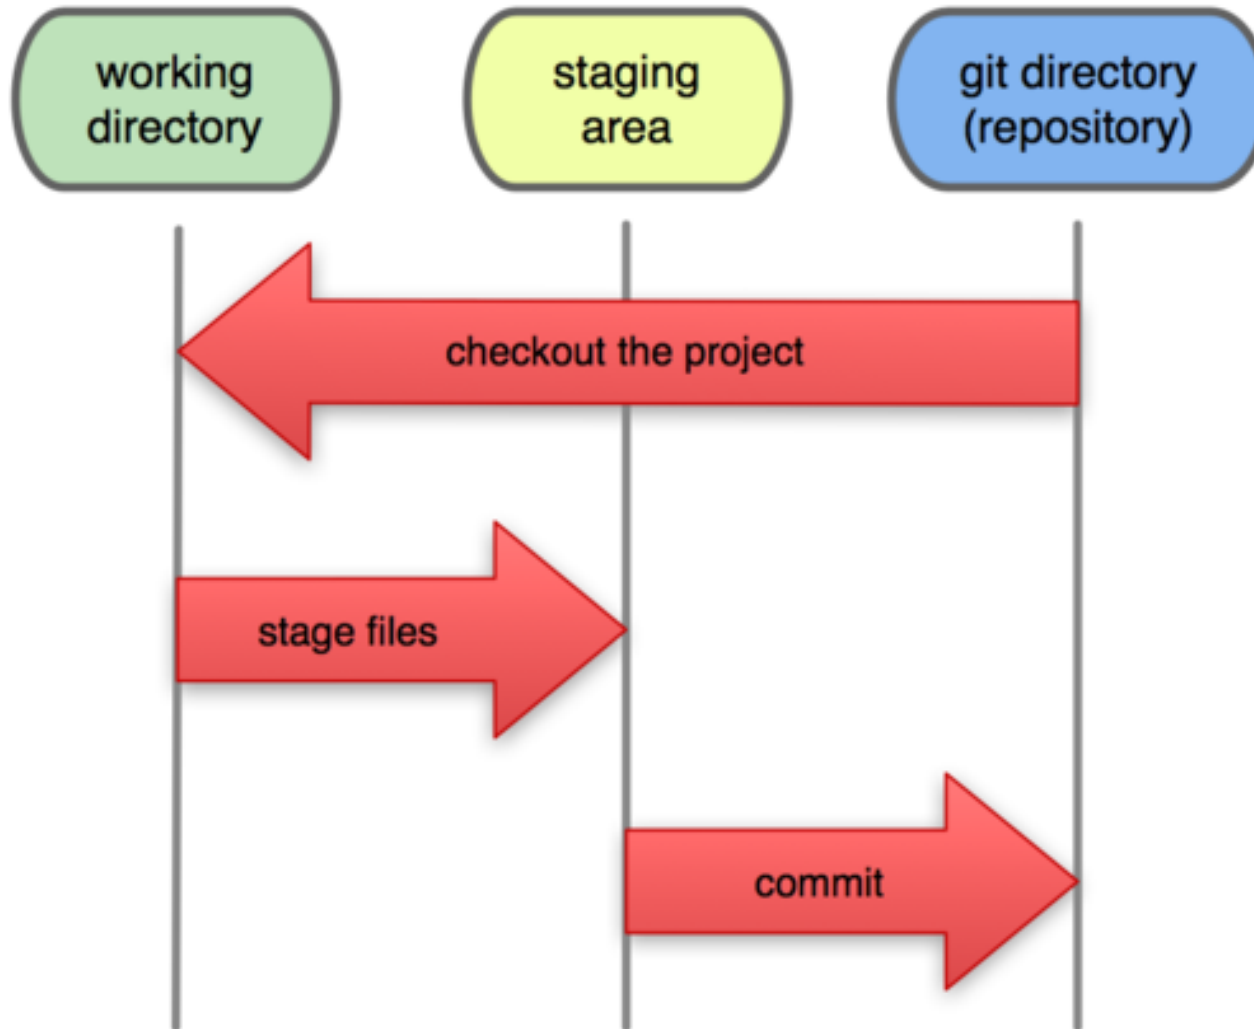 working
directory
staging
area
git directory
(repository)
checkout the project
stage files
commit